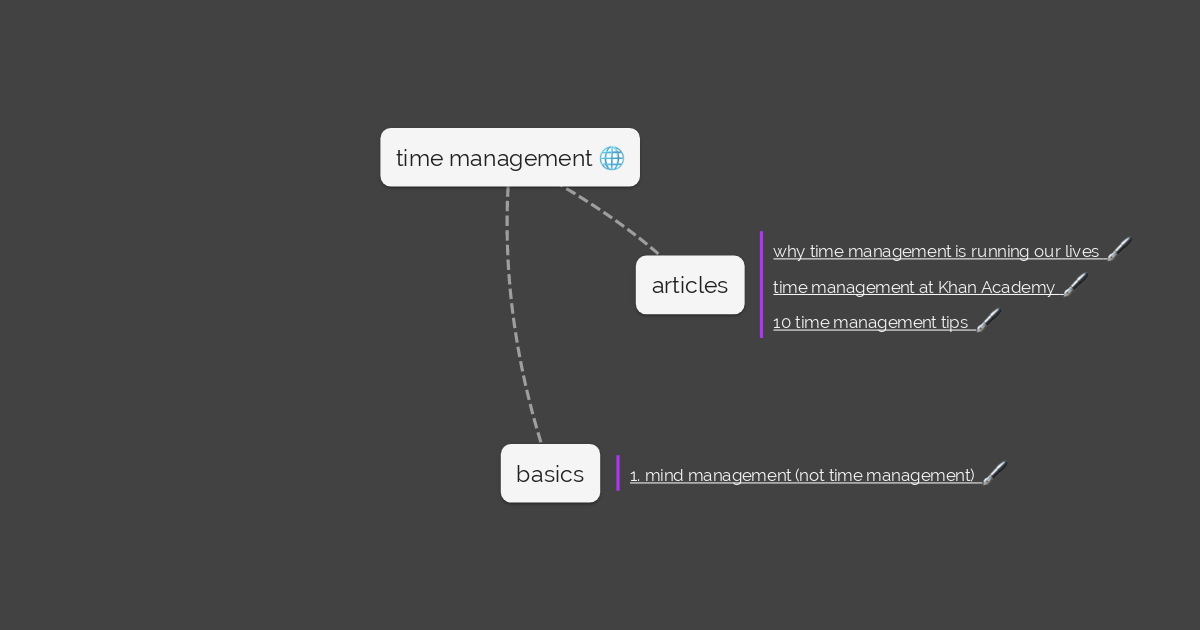 time management 🌐
articles
why time management is running our lives 🖌
time management at Khan Academy 🖌
10 time management tips 🖌
basics
1. mind management (not time management) 🖌